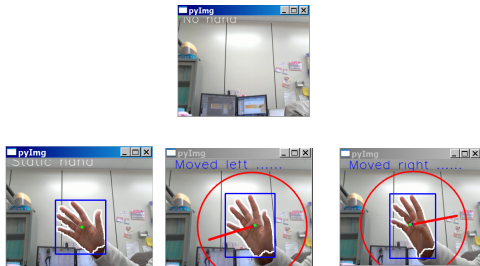 pyImg
No hand
pyImg
Static hand
pyImg
Moved left ......
pyImg
Moved right ......